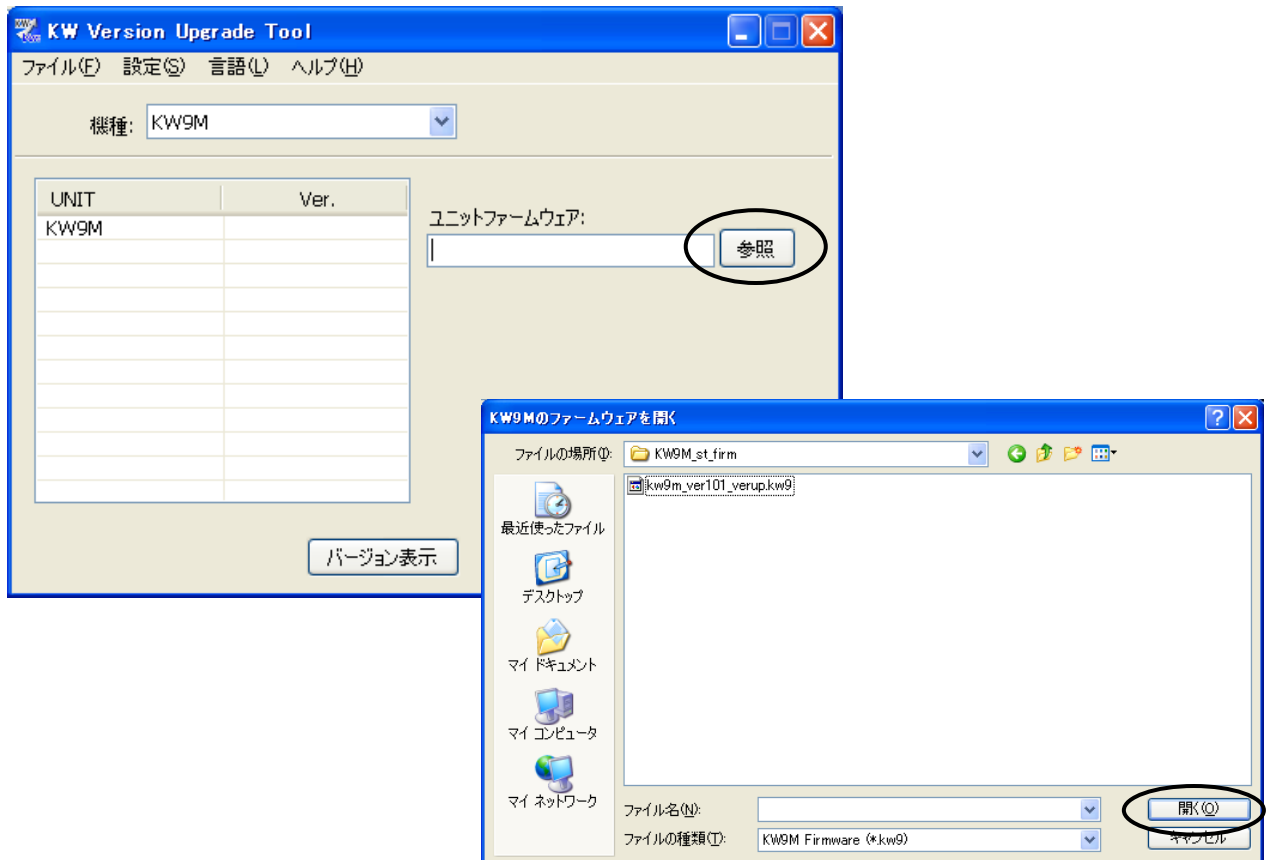 KW Version Upgrade Tool
ファイル(F) 設定(S) 言語(L) ヘルプ(H)
機種: KW9M
UNIT Ver.
KW9M
ユニットファームウェア:
参照
バージョン表示
KW9Mのファームウェアを開く
ファイルの場所(I): KW9M_st_firm
kw9m_ver101_verup.kw9
最近使ったファイル
デスクトップ
マイ ドキュメント
マイ コンピュータ
マイ ネットワーク
ファイル名(N):
開く(O)
ファイルの種類(T): KW9M Firmware (*.kw9)
キャンセル